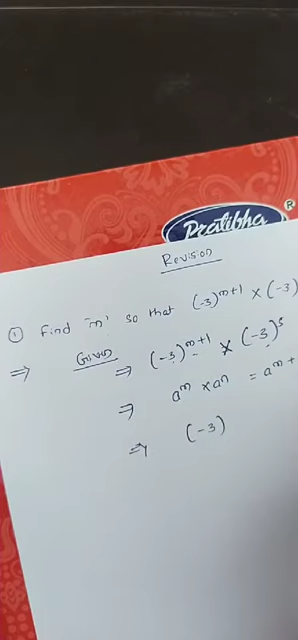 Pratibha ®
Revision
① Find 'm' so that (-3)^m+1 × (-3)
⇒ Given ⇒ (-3)^m+1 × (-3)^5
⇒ a^m × a^n = a^m+
⇒ (-3)